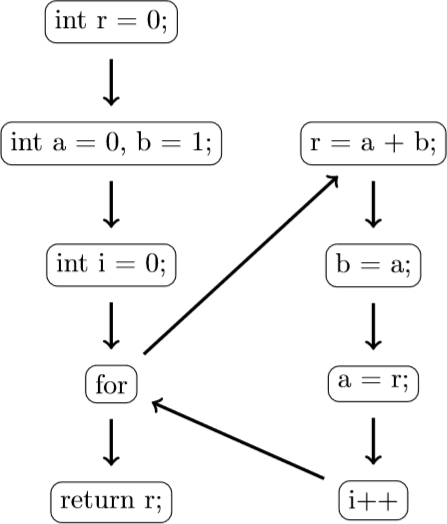 int r = 0;
int a = 0, b = 1;
int i = 0;
for
return r;
r = a + b;
b = a;
a = r;
i++